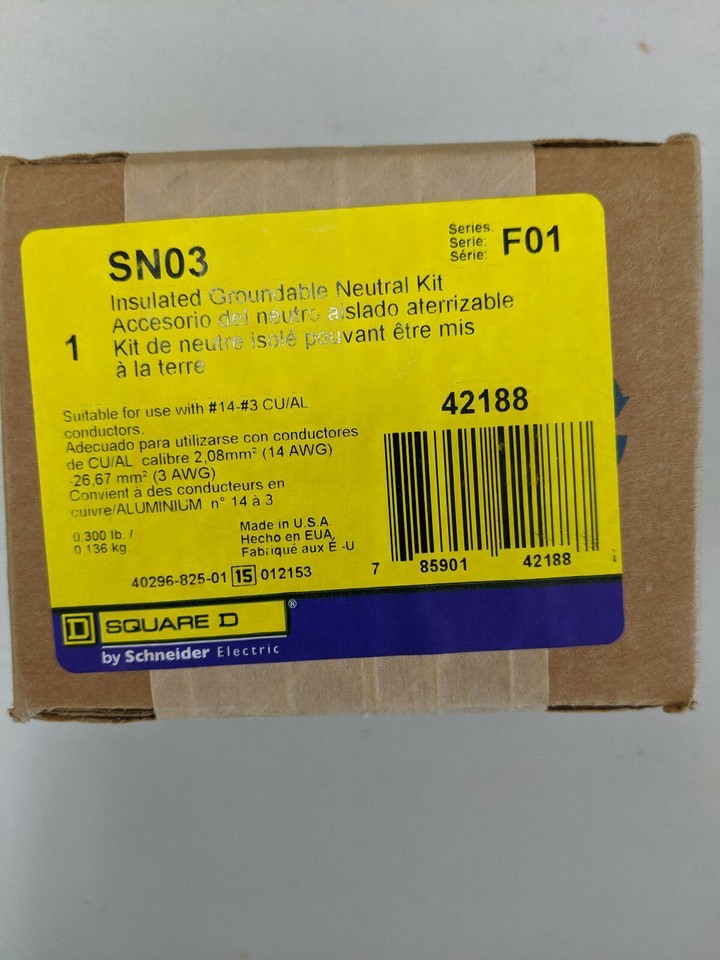 SN03
Series.
Serie:
Série:
F01
Insulated Groundable Neutral Kit
Accesorio del neutro aislado aterrizable
1
Kit de neutre isolé pouvant être mis
à la terre
Suitable for use with #14-#3 CU/AL
conductors.
Adecuado para utilizarse con conductores
de CU/AL calibre 2,08mm² (14 AWG)
-26,67 mm² (3 AWG)
Convient à des conducteurs en
cuivre/ALUMINIUM n° 14 à 3
42188
0.300 lb. /
0.136 kg
Made in U.S.A.
Hecho en EUA,
Fabriqué aux É.-U
40296-825-01 15 012153
7 85901 42188 1
D SQUARE D ®
by Schneider Electric